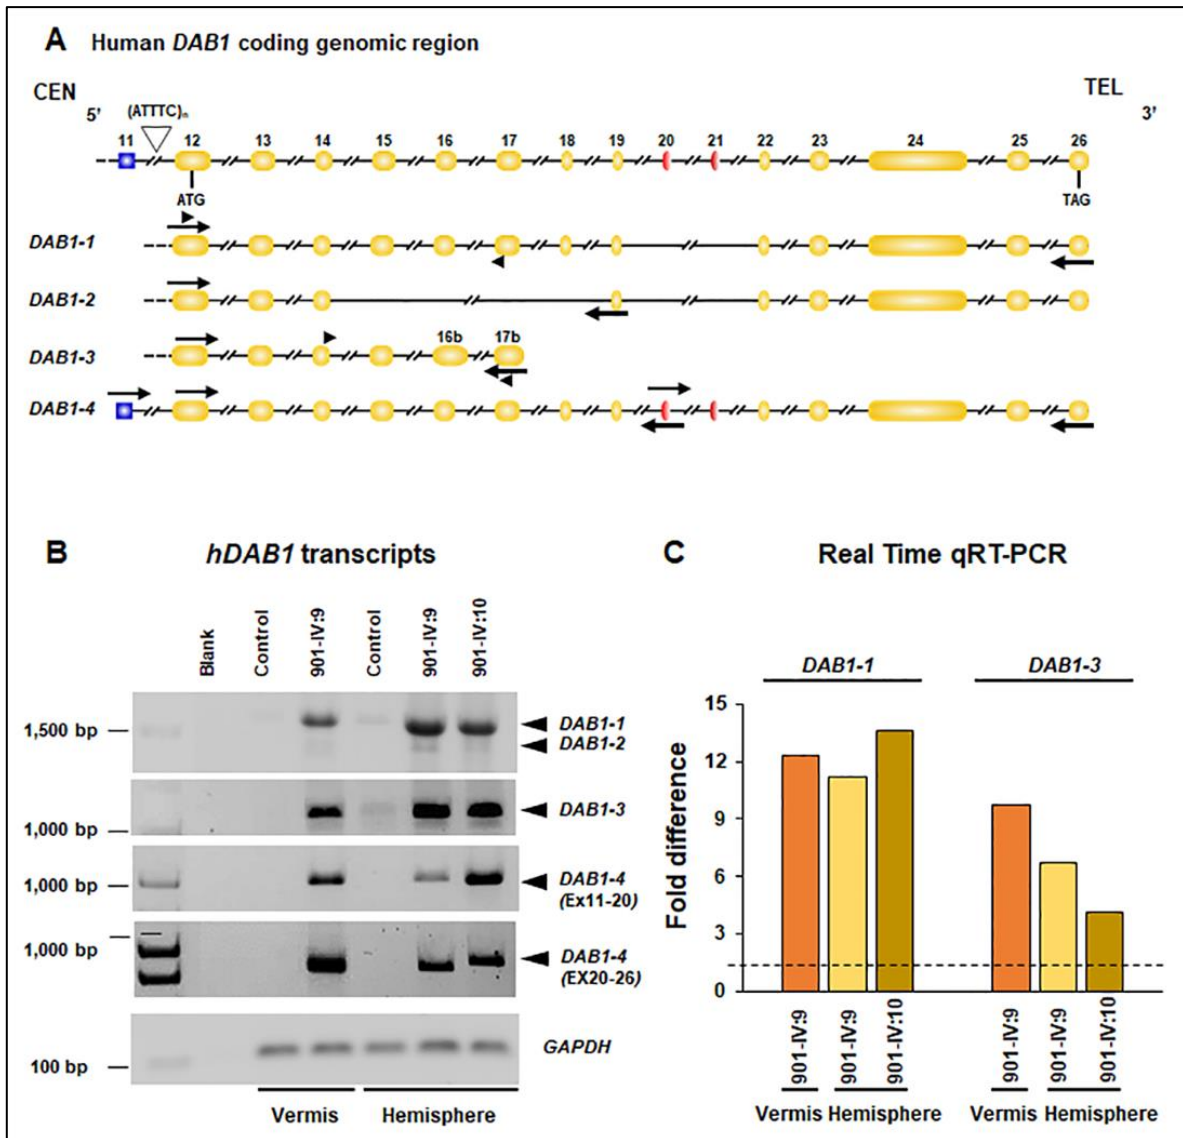 A Human DAB1 coding genomic region
CEN TEL
5' (ATTTC)n 3'
11 12 13 14 15 16 17 18 19 20 21 22 23 24 25 26
ATG TAG
DAB1-1
DAB1-2
16b 17b
DAB1-3
DAB1-4
B hDAB1 transcripts
Blank
Control
901-IV:9
Control
901-IV:9
901-IV:10
1,500 bp
DAB1-1
DAB1-2
DAB1-3
1,000 bp
1,000 bp
DAB1-4
(Ex11-20)
1,000 bp
DAB1-4
(EX20-26)
GAPDH
100 bp
Vermis Hemisphere
C Real Time qRT-PCR
DAB1-1 DAB1-3
Fold difference
15
12
9
6
3
0
901-IV:9
901-IV:9
901-IV:10
901-IV:9
901-IV:9
901-IV:10
Vermis Hemisphere Vermis Hemisphere